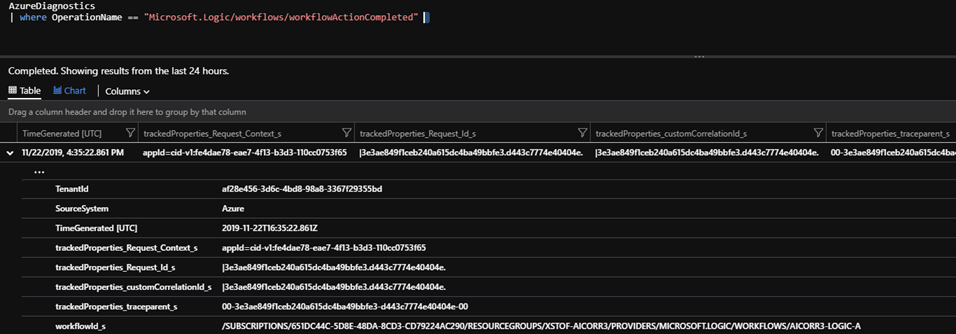 AzureDiagnostics
| where OperationName == "Microsoft.Logic/workflows/workflowActionCompleted"
Completed. Showing results from the last 24 hours.
Table Chart Columns
Drag a column header and drop it here to group by that column
TimeGenerated [UTC] trackedProperties_Request_Context_s trackedProperties_Request_Id_s trackedProperties_customCorrelationId_s trackedProperties_traceparent_s
11/22/2019, 4:35:22.861 PM appId=cid-v1:fe4dae78-eae7-4f13-b3d3-110cc0753f65 |3e3ae849f1ceb240a615dc4ba49bbfe3.d443c7774e40404e. |3e3ae849f1ceb240a615dc4ba49bbfe3.d443c7774e40404e. 00-3e3ae849f1ceb240a615dc4ba
...
TenantId af28e456-3d6c-4bd8-98a8-3367f29355bd
SourceSystem Azure
TimeGenerated [UTC] 2019-11-22T16:35:22.861Z
trackedProperties_Request_Context_s appId=cid-v1:fe4dae78-eae7-4f13-b3d3-110cc0753f65
trackedProperties_Request_Id_s |3e3ae849f1ceb240a615dc4ba49bbfe3.d443c7774e40404e.
trackedProperties_customCorrelationId_s |3e3ae849f1ceb240a615dc4ba49bbfe3.d443c7774e40404e.
trackedProperties_traceparent_s 00-3e3ae849f1ceb240a615dc4ba49bbfe3-d443c7774e40404e-00
workflowId_s /SUBSCRIPTIONS/651DC44C-5D8E-48DA-8CD3-CD79224AC290/RESOURCEGROUPS/XSTOF-AICORR3/PROVIDERS/MICROSOFT.LOGIC/WORKFLOWS/AICORR3-LOGIC-A